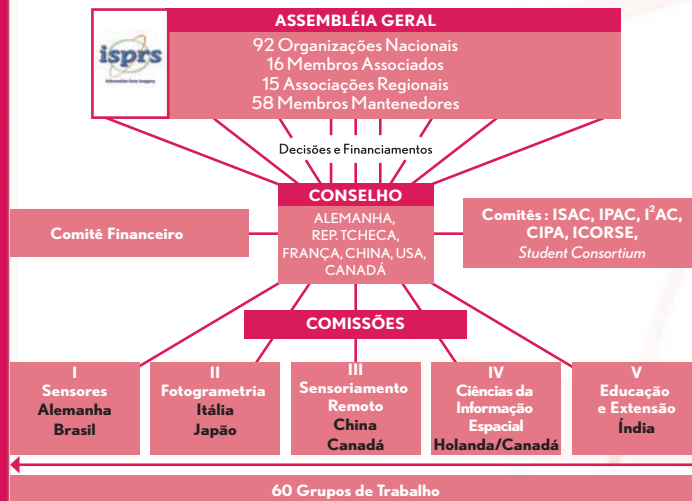 ASSEMBLÉIA GERAL
isprs
information from imagery
92 Organizações Nacionais
16 Membros Associados
15 Associações Regionais
58 Membros Mantenedores
Decisões e Financiamentos
CONSELHO
ALEMANHA,
REP. TCHECA,
FRANÇA, CHINA, USA,
CANADÁ
Comitê Financeiro
Comitês : ISAC, IPAC, I²AC,
CIPA, ICORSE,
Student Consortium
COMISSÕES
I
Sensores
Alemanha
Brasil
II
Fotogrametria
Itália
Japão
III
Sensoriamento
Remoto
China
Canadá
IV
Ciências da
Informação
Espacial
Holanda/Canadá
V
Educação
e Extensão
Índia
60 Grupos de Trabalho